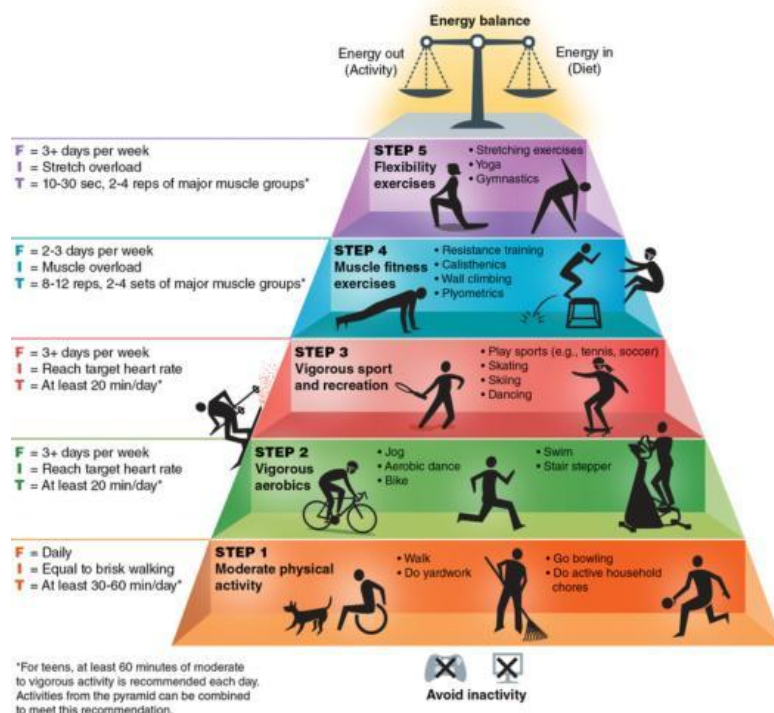 Energy balance
Energy out
(Activity)
Energy in
(Diet)
F = 3+ days per week
I = Stretch overload
T = 10-30 sec, 2-4 reps of major muscle groups*
STEP 5
Flexibility
exercises
• Stretching exercises
• Yoga
• Gymnastics
F = 2-3 days per week
I = Muscle overload
T = 8-12 reps, 2-4 sets of major muscle groups*
STEP 4
Muscle fitness
exercises
• Resistance training
• Calisthenics
• Wall climbing
• Plyometrics
F = 3+ days per week
I = Reach target heart rate
T = At least 20 min/day*
STEP 3
Vigorous sport
and recreation
• Play sports (e.g., tennis, soccer)
• Skating
• Skiing
• Dancing
F = 3+ days per week
I = Reach target heart rate
T = At least 20 min/day*
STEP 2
Vigorous
aerobics
• Jog
• Aerobic dance
• Bike
• Swim
• Stair stepper
F = Daily
I = Equal to brisk walking
T = At least 30-60 min/day*
STEP 1
Moderate physical
activity
• Walk
• Do yardwork
• Go bowling
• Do active household
chores
*For teens, at least 60 minutes of moderate
to vigorous activity is recommended each day.
Activities from the pyramid can be combined
to meet this recommendation.
Avoid inactivity